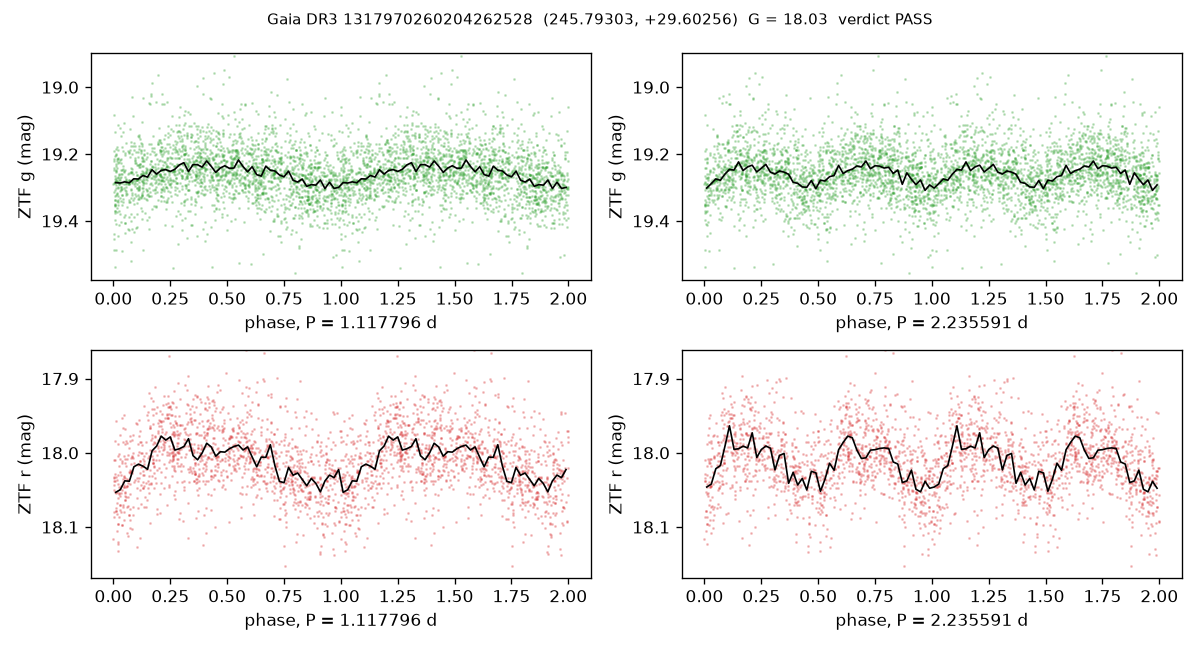 Gaia DR3 1317970260204262528 (245.79303, +29.60256) G = 18.03 verdict PASS
ZTF g (mag)
19.0
19.2
19.4
0.00 0.25 0.50 0.75 1.00 1.25 1.50 1.75 2.00
phase, P = 1.117796 d
ZTF g (mag)
19.0
19.2
19.4
0.00 0.25 0.50 0.75 1.00 1.25 1.50 1.75 2.00
phase, P = 2.235591 d
ZTF r (mag)
17.9
18.0
18.1
0.00 0.25 0.50 0.75 1.00 1.25 1.50 1.75 2.00
phase, P = 1.117796 d
ZTF r (mag)
17.9
18.0
18.1
0.00 0.25 0.50 0.75 1.00 1.25 1.50 1.75 2.00
phase, P = 2.235591 d